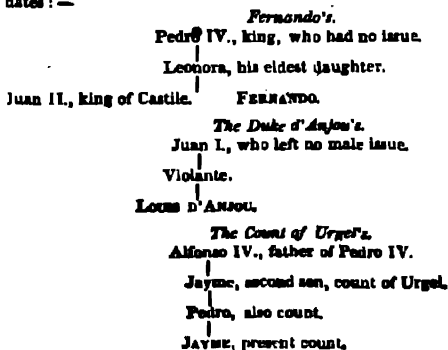 dates:—
Fernando's.
Pedro IV., king, who had no issue.
Leonora, his eldest daughter.
Juan II., king of Castile. FERNANDO.
The Duke d'Anjou's.
Juan I., who left no male issue.
Violante.
LOUIS D'ANJOU.
The Count of Urgel's.
Alfonso IV., father of Pedro IV.
Jayme, second son, count of Urgel.
Pedro, also count.
JAYME, present count.